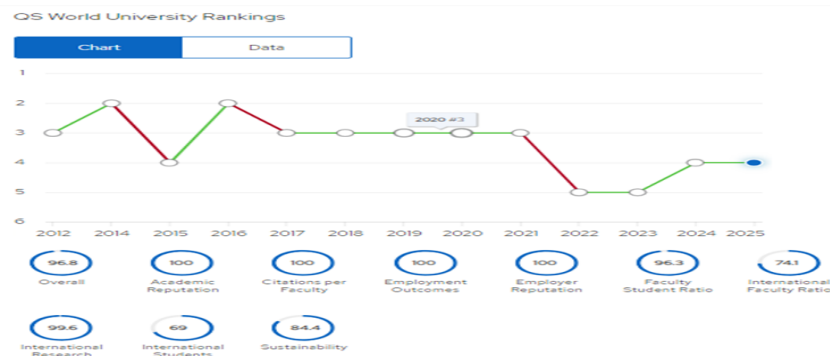 QS World University Rankings
Chart Data
1
2
3
4
5
6
2020 #3
2012 2014 2015 2016 2017 2018 2019 2020 2021 2022 2023 2024 2025
96.8 100 100 100 100 96.3 74.1
Overall Academic Reputation Citations per Faculty Employment Outcomes Employer Reputation Faculty Student Ratio International Faculty Ratio
99.6 69 84.4
International Research International Students Sustainability